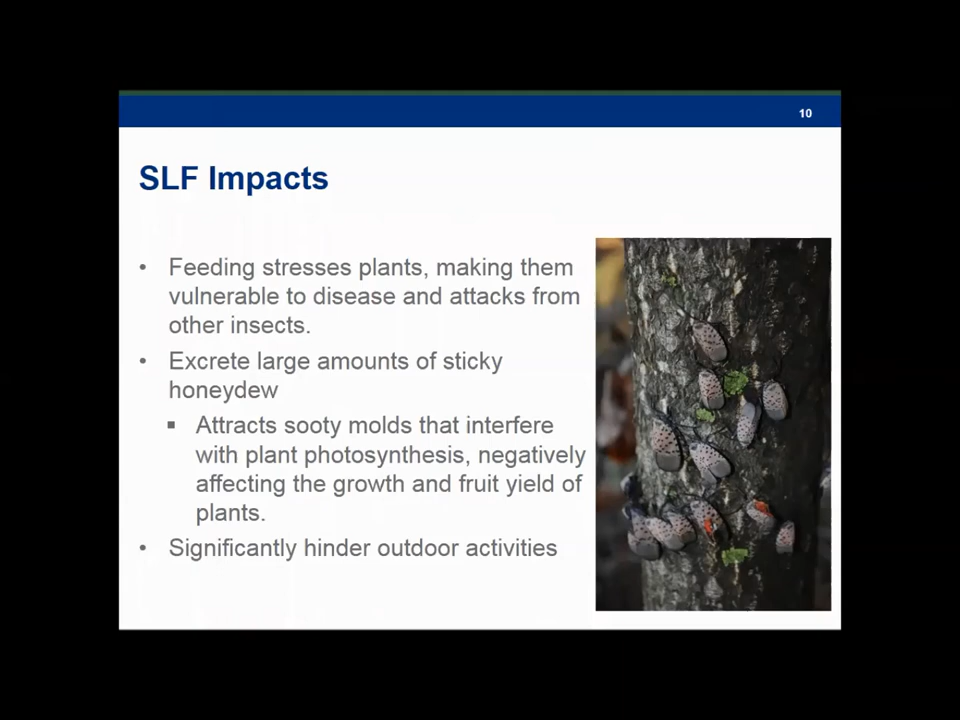 10
SLF Impacts
• Feeding stresses plants, making them
vulnerable to disease and attacks from
other insects.
• Excrete large amounts of sticky
honeydew
▪ Attracts sooty molds that interfere
with plant photosynthesis, negatively
affecting the growth and fruit yield of
plants.
• Significantly hinder outdoor activities